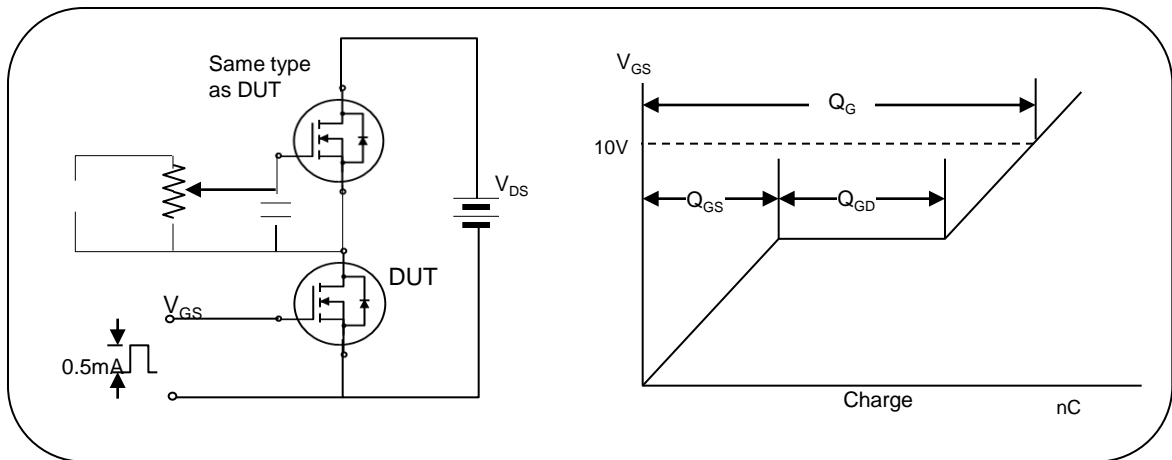 Same type
as DUT
V_DS
DUT
V_GS
0.5mA
V_GS
Q_G
10V
Q_GS
Q_GD
Charge
nC